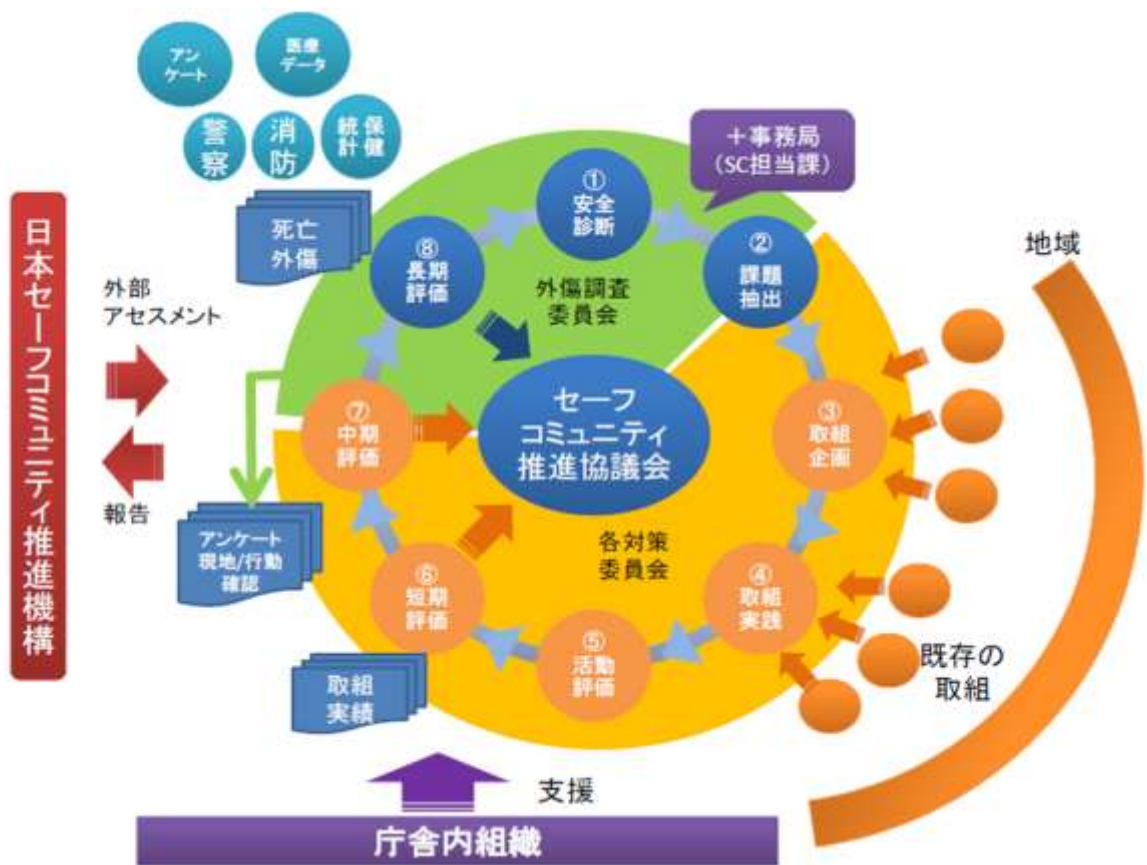 アン
ケート
医療
データ
警
察
消
防
保健
統計
死亡
外傷
＋事務局
（SC担当課）
①
安全
診断
②
課題
抽出
⑧
長期
評価
外傷調査
委員会
地域
日本セーフコミュニティ推進機構
外部
アセスメント
報告
セーフ
コミュニティ
推進協議会
⑦
中期
評価
③
取組
企画
アンケート
現地/行動
確認
各対策
委員会
⑥
短期
評価
④
取組
実践
⑤
活動
評価
既存の
取組
取組
実績
支援
庁舎内組織